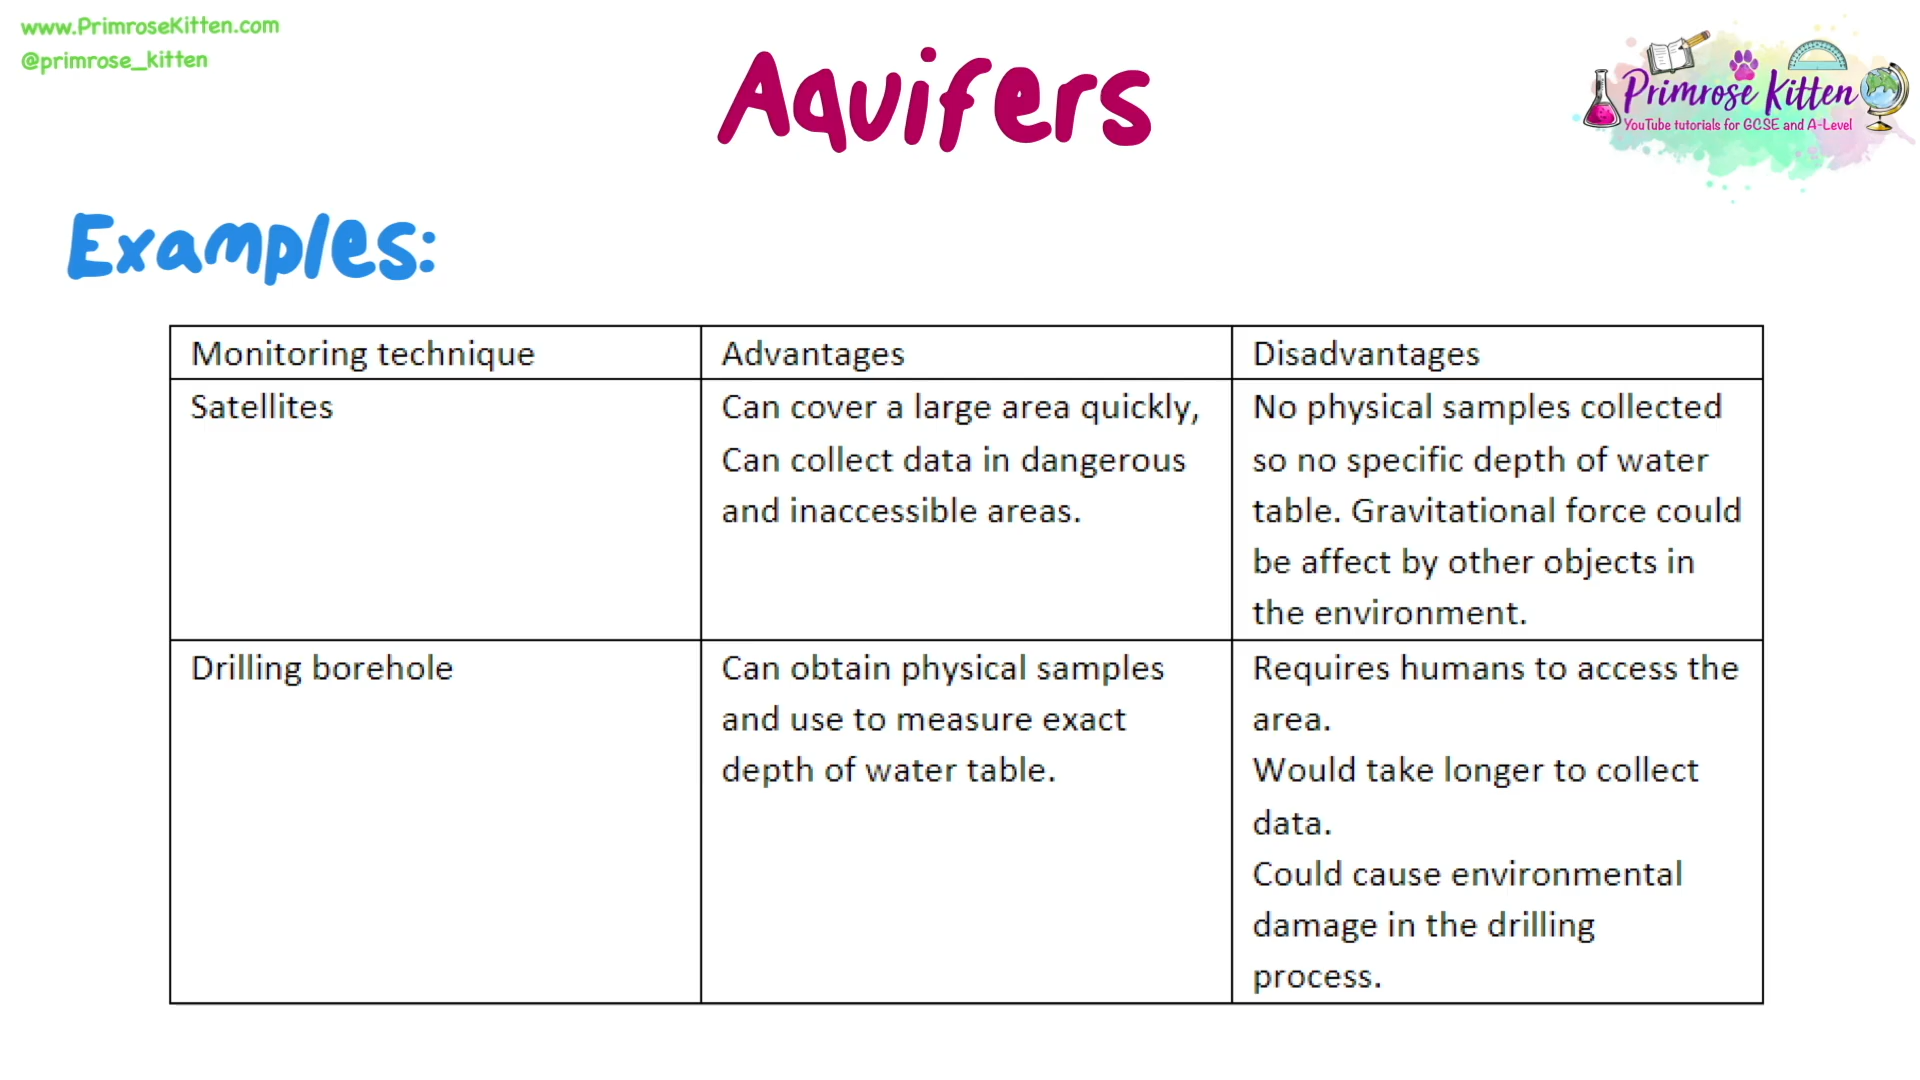 www.PrimroseKitten.com
@primrose_kitten
Aquifers
Primrose Kitten
YouTube tutorials for GCSE and A-Level
Examples:
Monitoring technique
Advantages
Disadvantages
Satellites
Can cover a large area quickly,
Can collect data in dangerous
and inaccessible areas.
No physical samples collected
so no specific depth of water
table. Gravitational force could
be affect by other objects in
the environment.
Drilling borehole
Can obtain physical samples
and use to measure exact
depth of water table.
Requires humans to access the
area.
Would take longer to collect
data.
Could cause environmental
damage in the drilling
process.